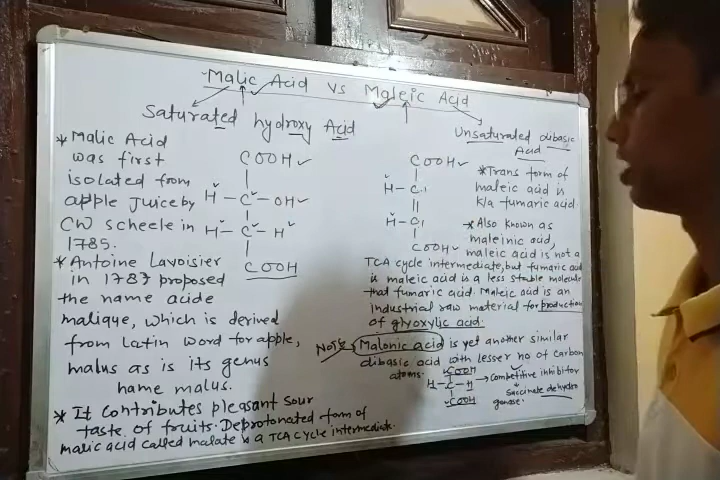 Malic Acid vs Maleic Acid
Saturated hydroxy Acid
* Malic Acid
was first
isolated from
apple juice by
CW scheele in
1785.
* Antoine Lavoisier
in 1787 proposed
the name acide
malique, which is derived
from Latin word for apple,
malus as is its genus
name malus.
* It contributes pleasant sour
taste of fruits. Deprotonated form of
malic acid called malate is a TCA cycle intermediate.
COOH
H-C-OH
H-C-H
COOH
Unsaturated dibasic
Acid
COOH
H-C
||
H-C
COOH
* Trans form of
maleic acid is
k/a fumaric acid
* Also known as
maleinic acid,
maleic acid is not a
TCA cycle intermediate, but fumaric acid
is maleic acid is a less stable molecule
that fumaric acid. Maleic acid is an
industrial raw material for production
of glyoxylic acid.
Note Malonic acid is yet another similar
dibasic acid with lesser no of carbon
atoms.
COOH
H-C-H
COOH
→ Competitive inhibitor
Succinate dehydro
genase.